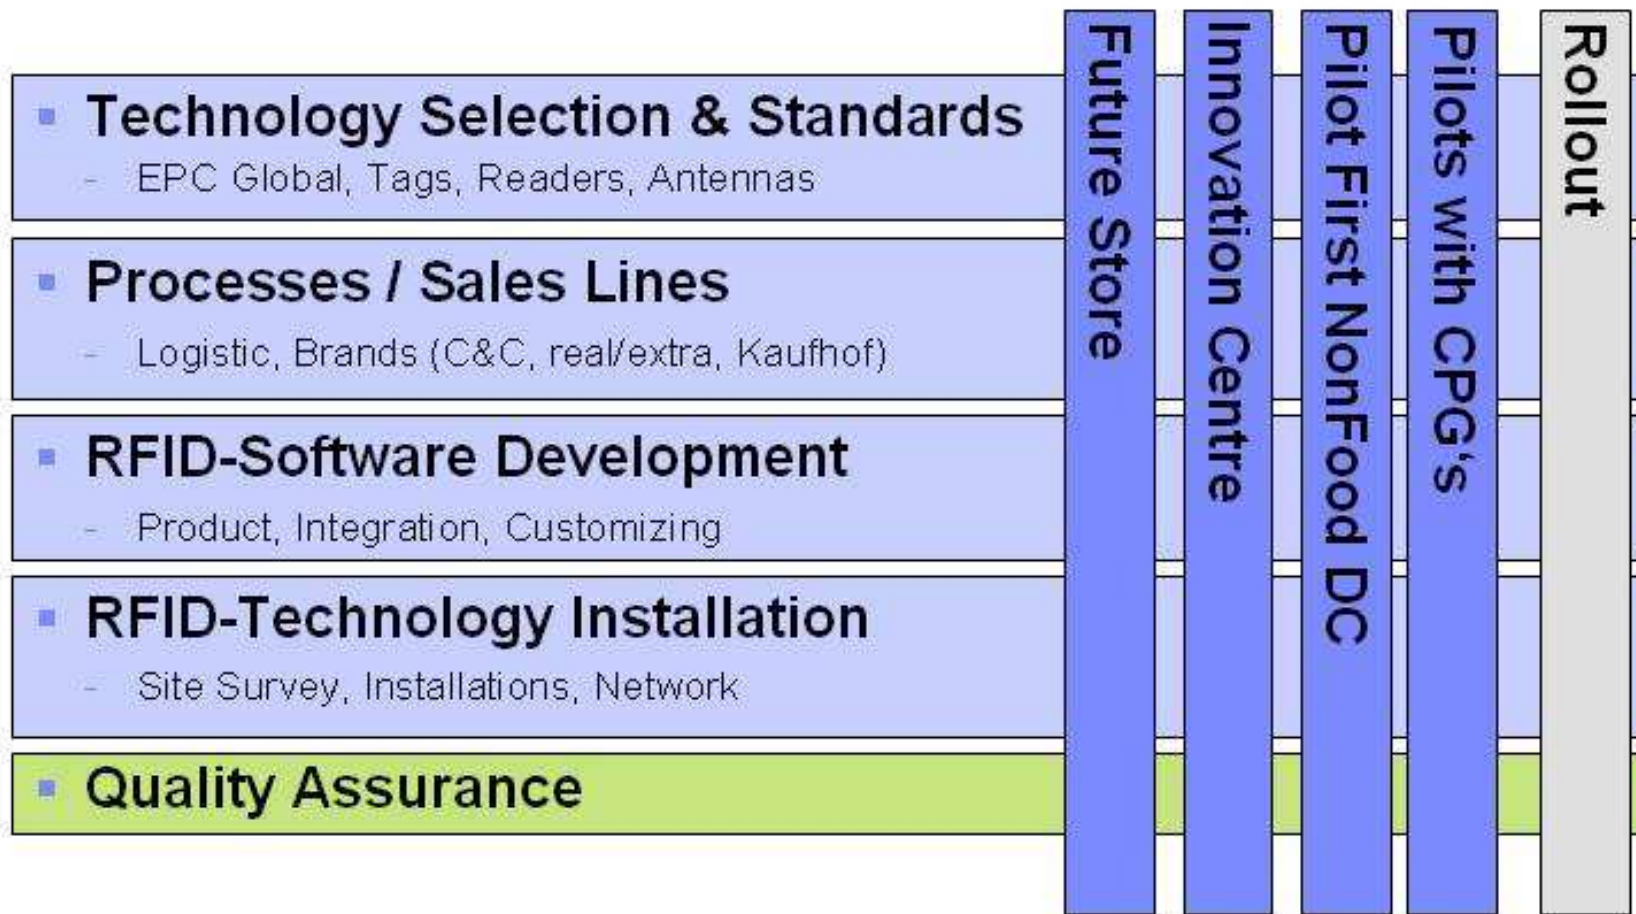 Technology Selection & Standards
- EPC Global, Tags, Readers, Antennas
Processes / Sales Lines
- Logistic, Brands (C&C, real/extra, Kaufhof)
RFID-Software Development
- Product, Integration, Customizing
RFID-Technology Installation
- Site Survey, Installations, Network
Quality Assurance
Future Store
Innovation Centre
Pilot First NonFood DC
Pilots with CPG's
Rollout